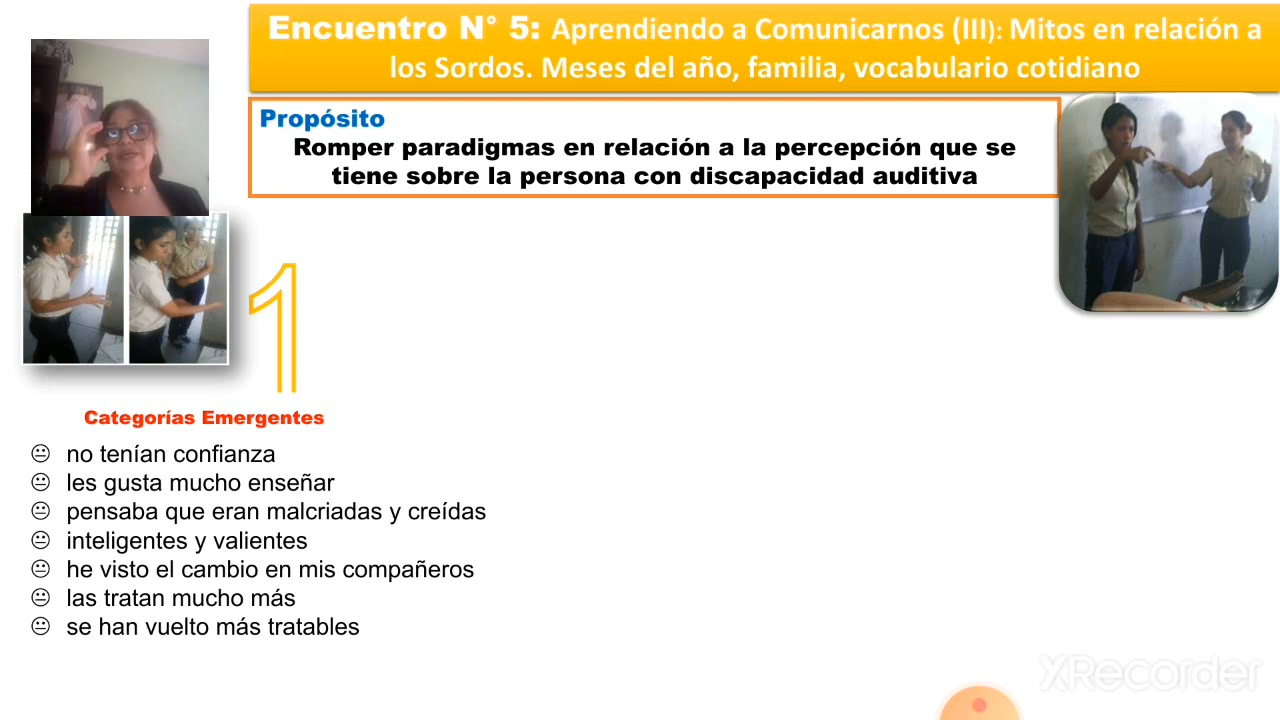 Encuentro N° 5: Aprendiendo a Comunicarnos (III): Mitos en relación a
los Sordos. Meses del año, familia, vocabulario cotidiano
Propósito
Romper paradigmas en relación a la percepción que se
tiene sobre la persona con discapacidad auditiva
1
Categorías Emergentes
no tenían confianza
les gusta mucho enseñar
pensaba que eran malcriadas y creídas
inteligentes y valientes
he visto el cambio en mis compañeros
las tratan mucho más
se han vuelto más tratables
XRecorder